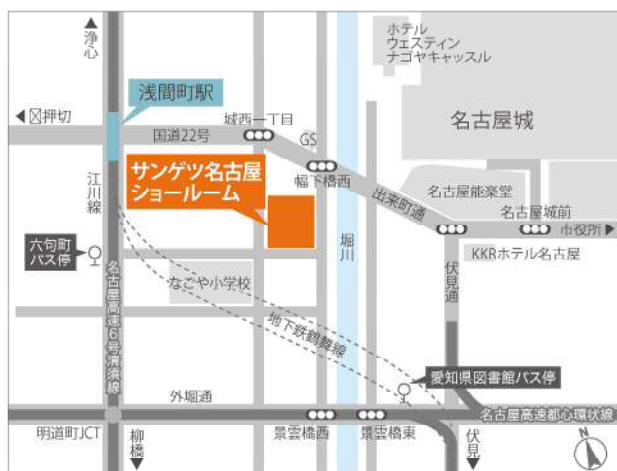 ▲浄心
ホテル
ウェスティン
ナゴヤキャッスル
浅間町駅
◀押切
国道22号
城西一丁目
GS
名古屋城
サンゲツ名古屋
ショールーム
幅下橋西
出来町通
名古屋能楽堂
名古屋城前
市役所▶
江川線
六句町
バス停
堀川
伏見通
KKRホテル名古屋
なごや小学校
名古屋高速6号清須線
地下鉄鶴舞線
愛知県図書館バス停
外堀通
名古屋高速都心環状線
明道町JCT
柳橋▼
景雲橋西
景雲橋東
伏見▼
N